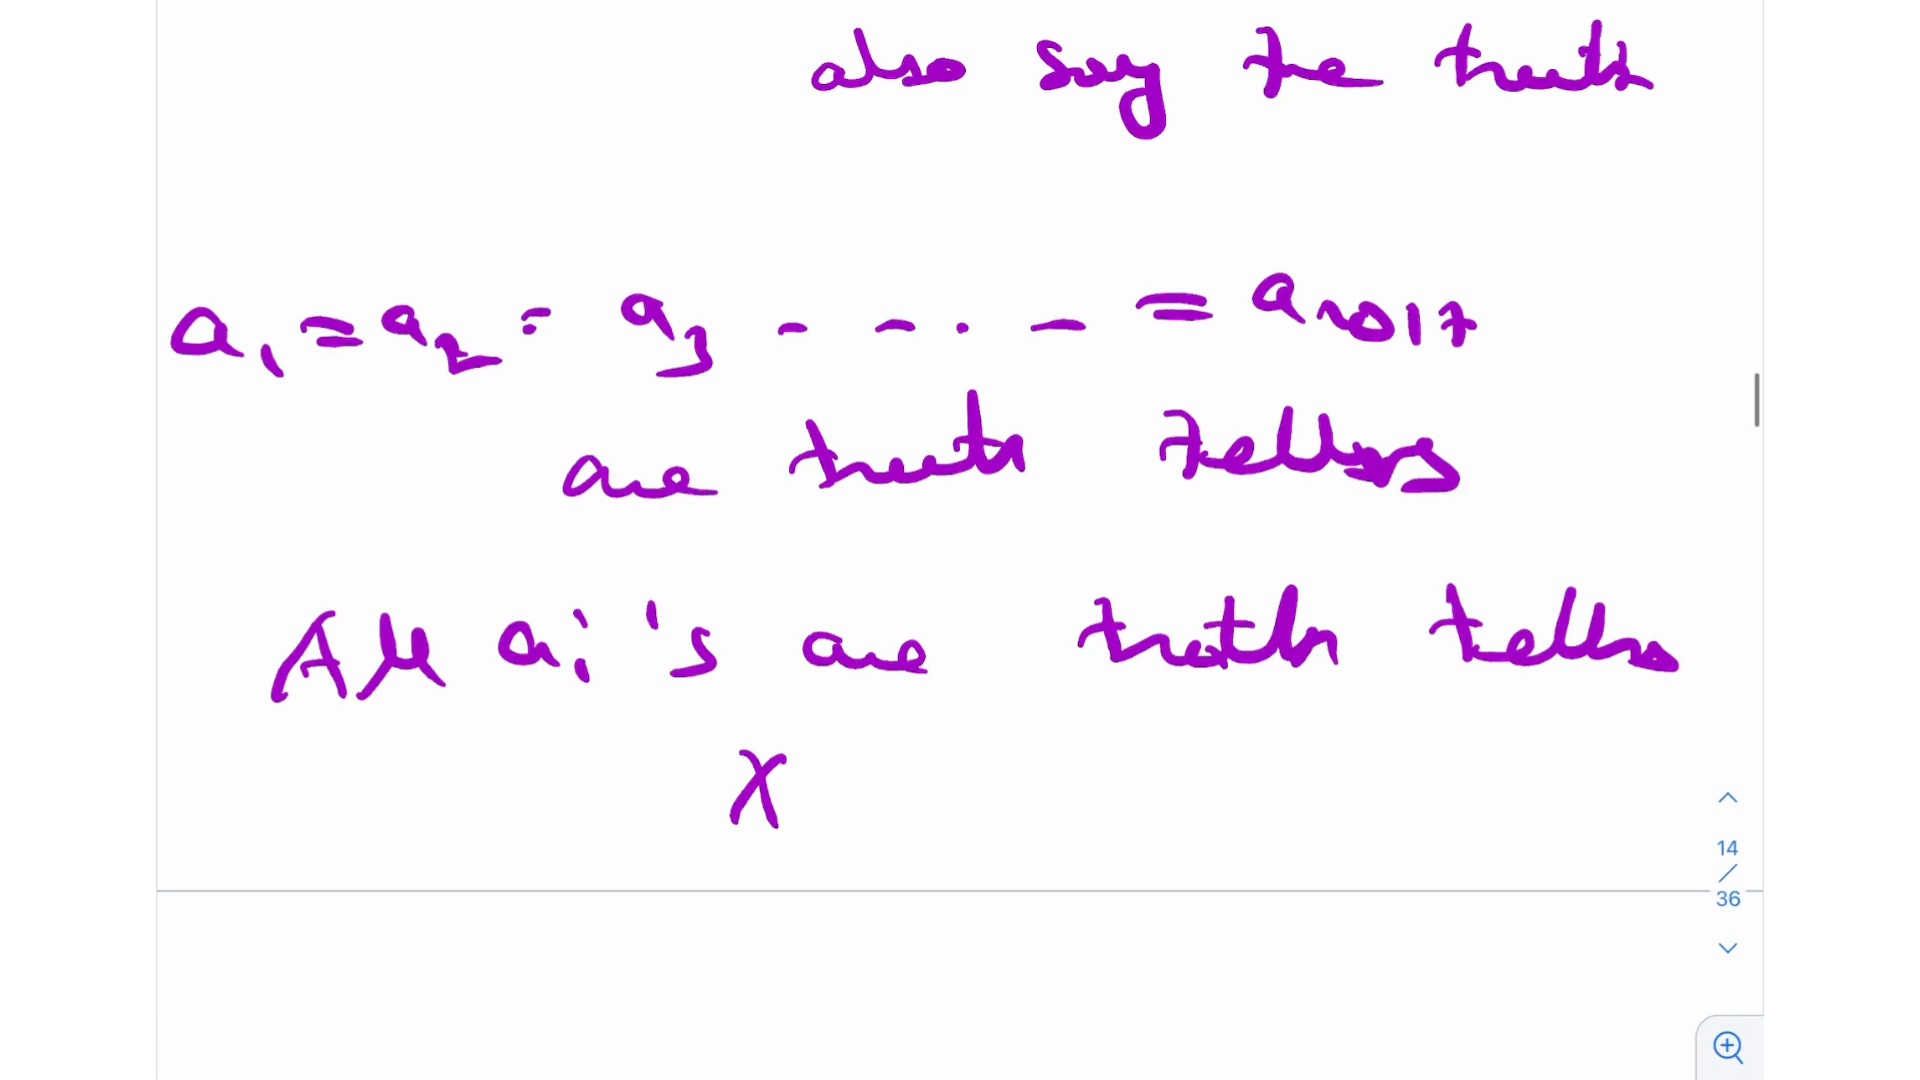 also say the truth
a₁ = a₂ = a₃ - - . - = a₂₀₁₇
are truth tellers
All aᵢ's are truth tellers
X
14
/
36